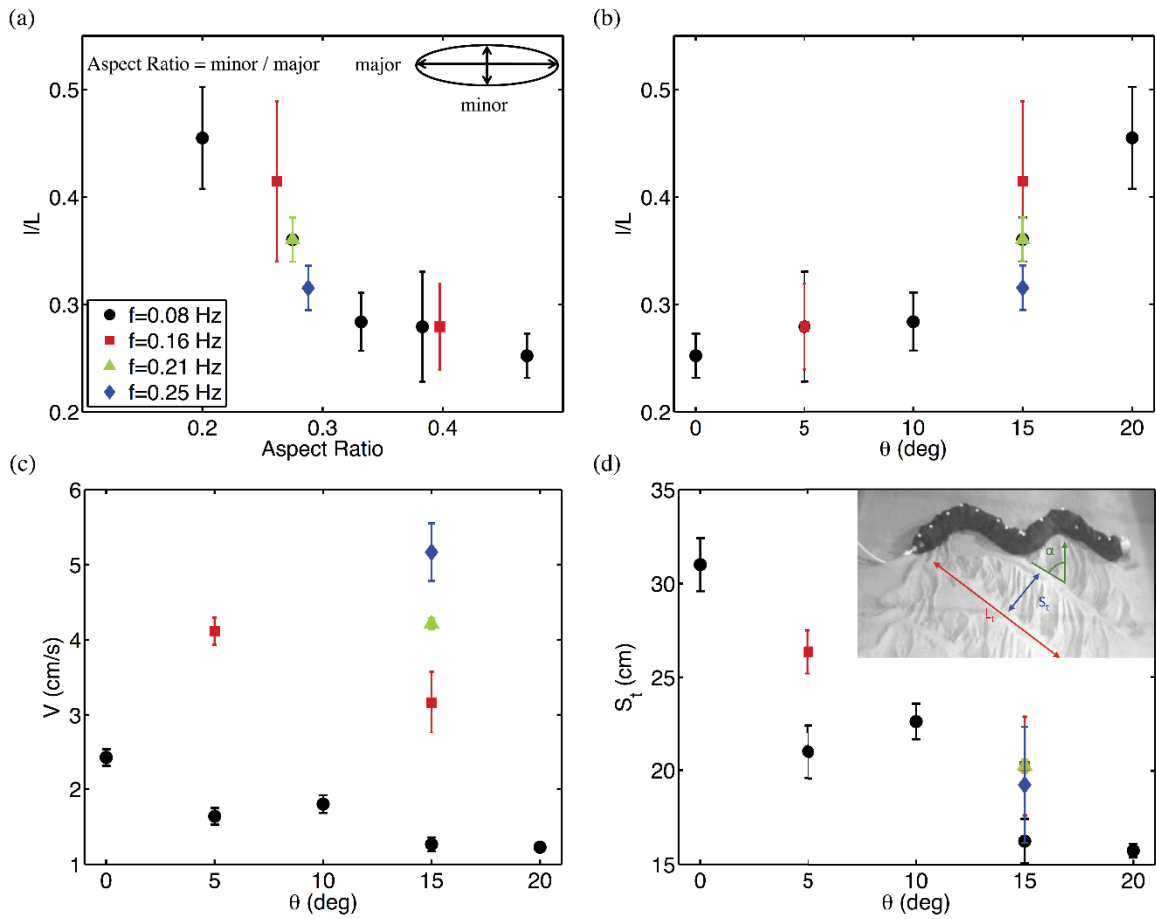 (a)
Aspect Ratio = minor / major
major
minor
l/L
0.5
0.4
0.3
0.2
f=0.08 Hz
f=0.16 Hz
f=0.21 Hz
f=0.25 Hz
0.2 0.3 0.4
Aspect Ratio
(b)
l/L
0.5
0.4
0.3
0.2
0 5 10 15 20
θ (deg)
(c)
V (cm/s)
6
5
4
3
2
1
0 5 10 15 20
θ (deg)
(d)
S_t (cm)
35
30
25
20
15
α
S_t
L_t
0 5 10 15 20
θ (deg)